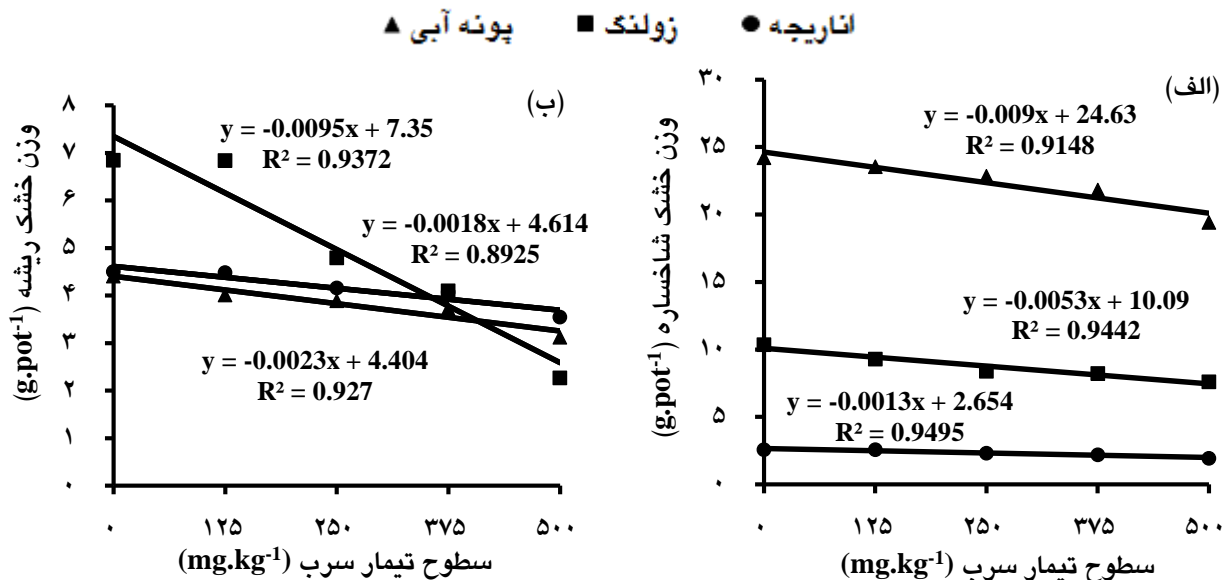 اناریجه زولنگ پونه آبی
(الف)
وزن خشک شاخساره (g.pot⁻¹)
۳۰
۲۵
۲۰
۱۵
۱۰
۵
۰
y = -0.009x + 24.63
R² = 0.9148
y = -0.0053x + 10.09
R² = 0.9442
y = -0.0013x + 2.654
R² = 0.9495
۰ ۱۲۵ ۲۵۰ ۳۷۵ ۵۰۰
سطوح تیمار سرب (mg.kg⁻¹)
(ب)
وزن خشک ریشه (g.pot⁻¹)
۸
۷
۶
۵
۴
۳
۲
۱
۰
y = -0.0095x + 7.35
R² = 0.9372
y = -0.0018x + 4.614
R² = 0.8925
y = -0.0023x + 4.404
R² = 0.927
۰ ۱۲۵ ۲۵۰ ۳۷۵ ۵۰۰
سطوح تیمار سرب (mg.kg⁻¹)